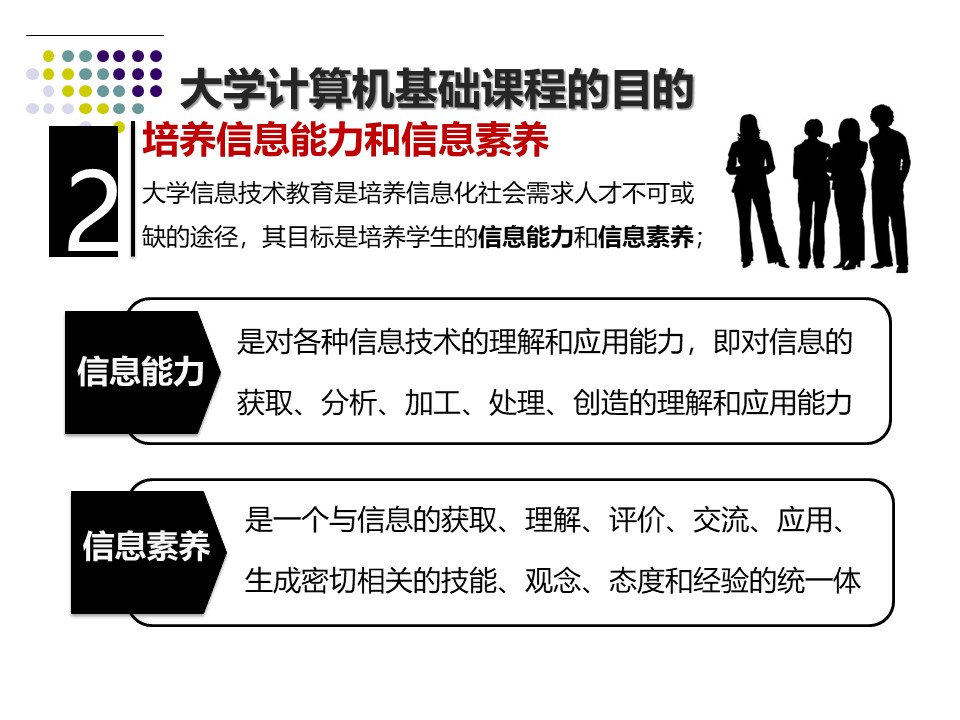 大学计算机基础课程的目的
2
培养信息能力和信息素养
大学信息技术教育是培养信息化社会需求人才不可或
缺的途径，其目标是培养学生的信息能力和信息素养；
信息能力
是对各种信息技术的理解和应用能力，即对信息的
获取、分析、加工、处理、创造的理解和应用能力
信息素养
是一个与信息的获取、理解、评价、交流、应用、
生成密切相关的技能、观念、态度和经验的统一体